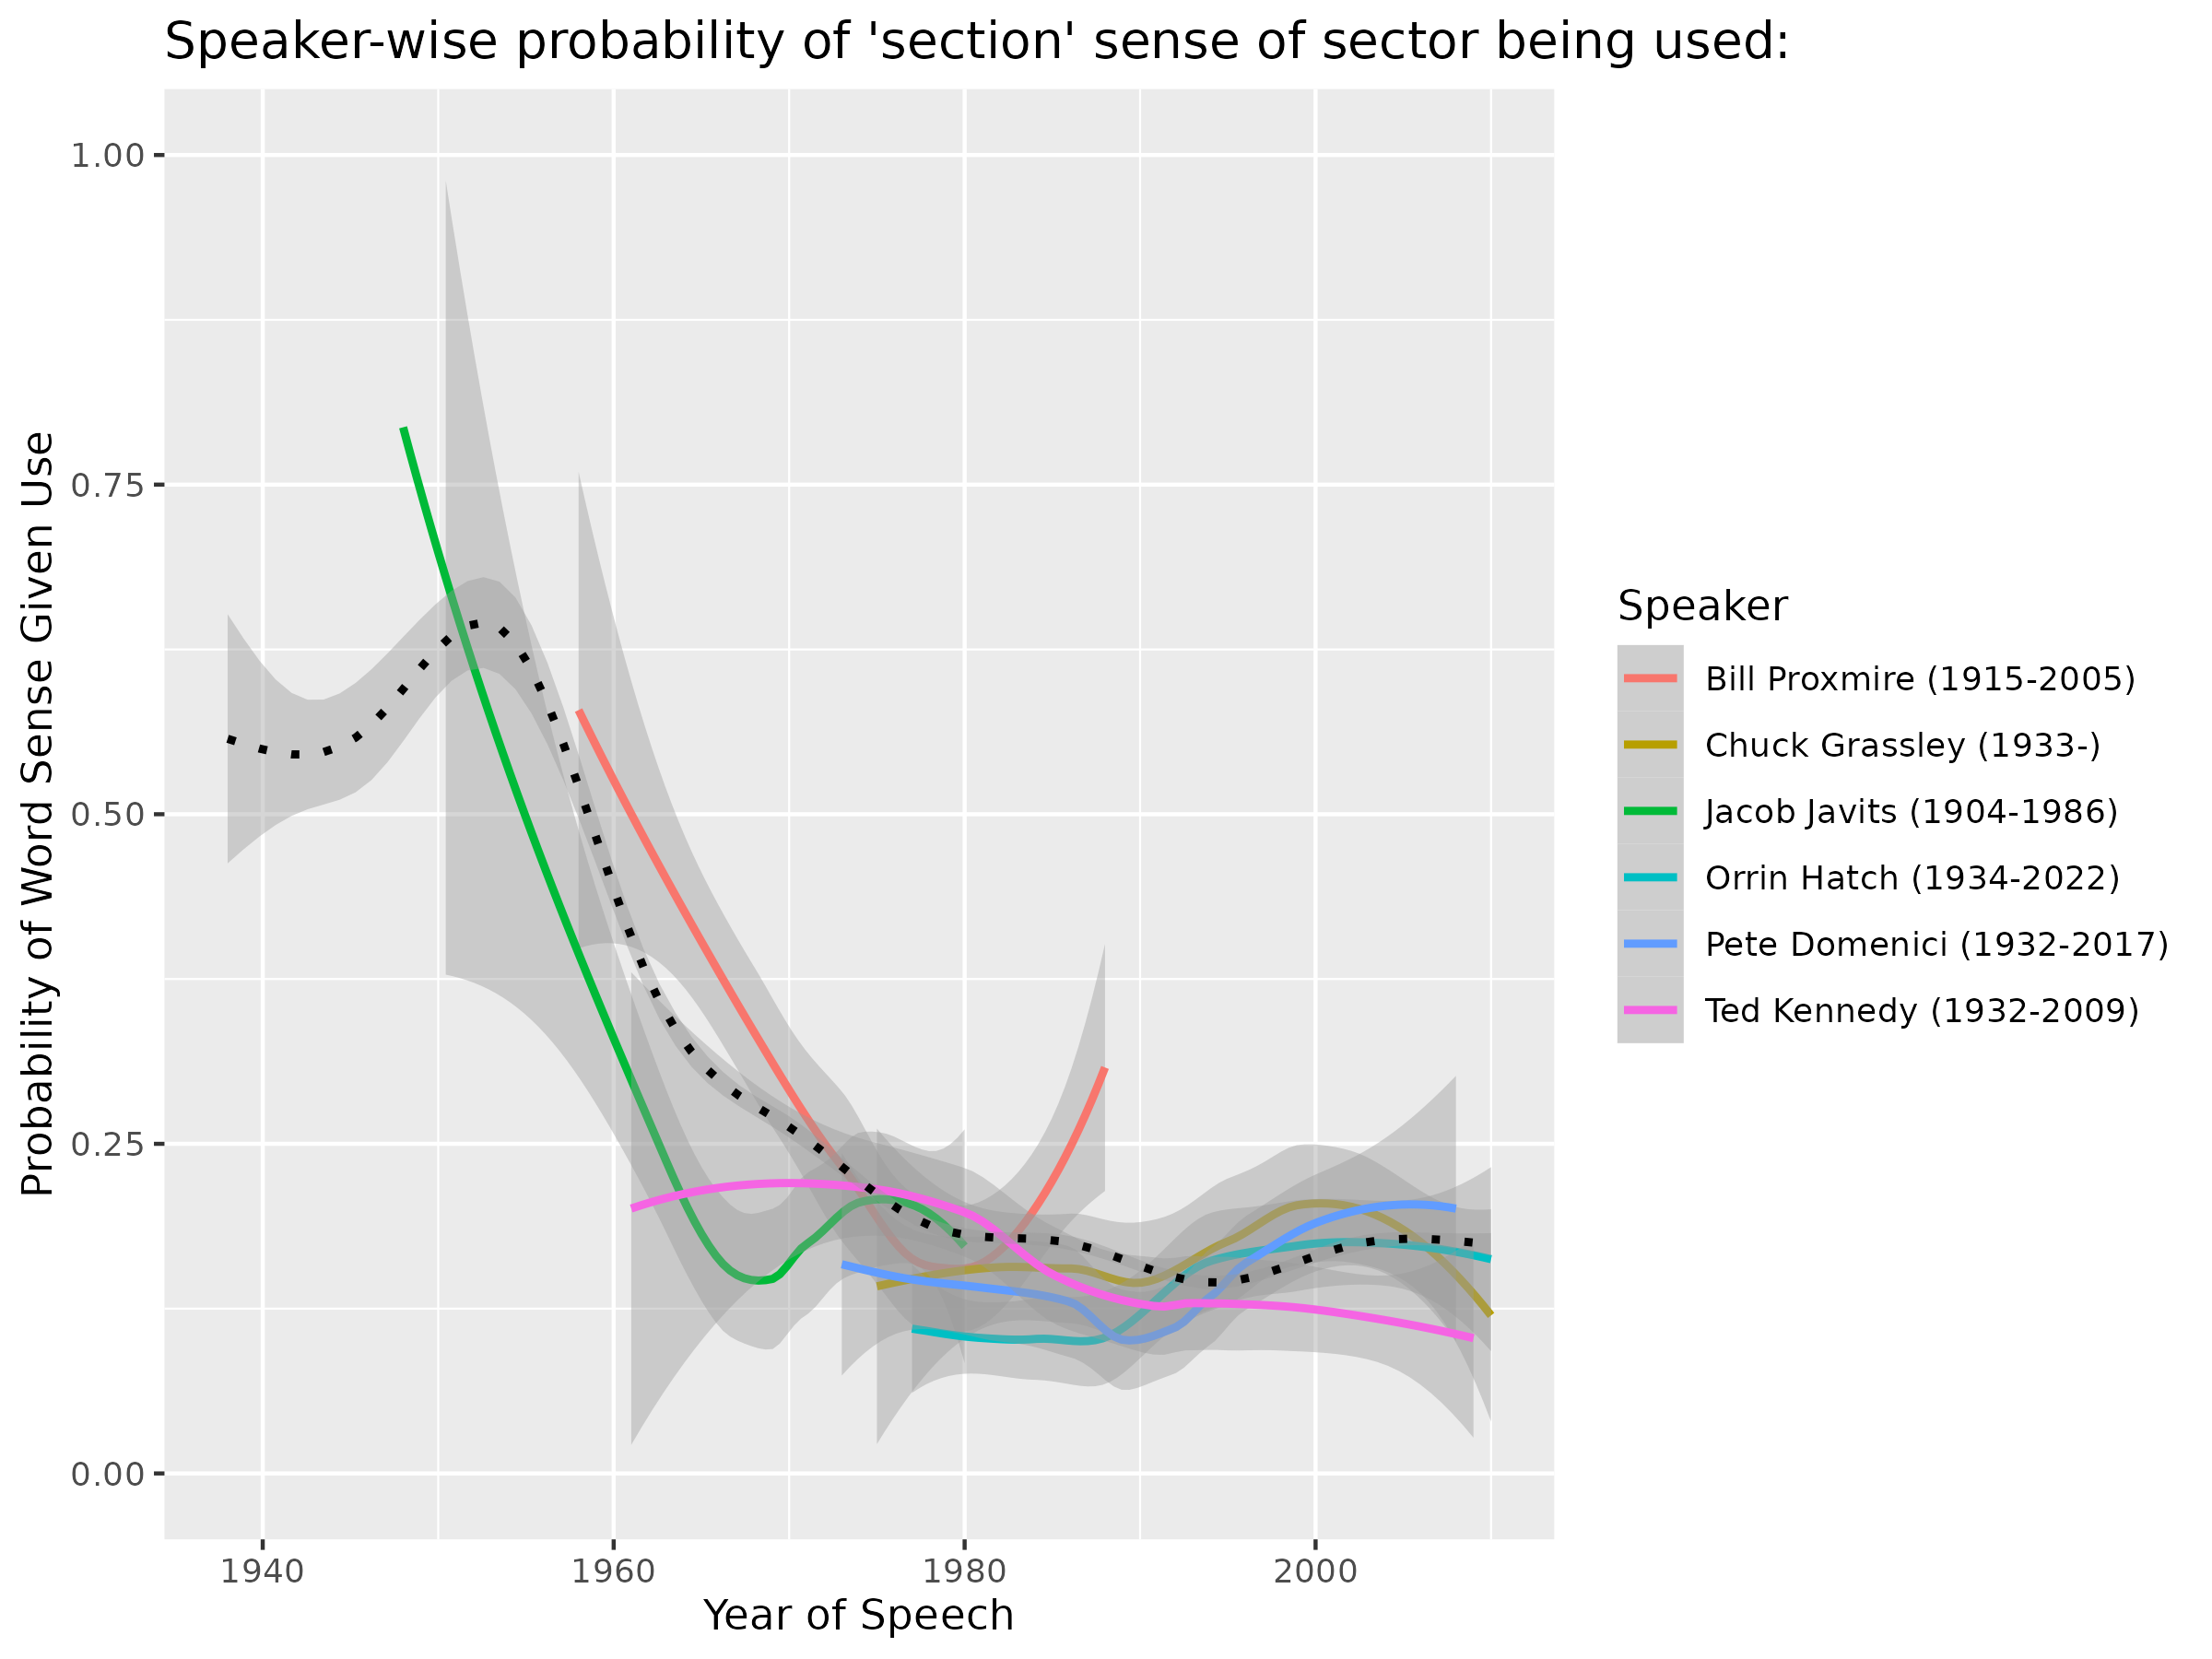 Speaker-wise probability of 'section' sense of sector being used:
Probability of Word Sense Given Use
1.00
0.75
0.50
0.25
0.00
1940
1960
1980
2000
Year of Speech
Speaker
Bill Proxmire (1915-2005)
Chuck Grassley (1933-)
Jacob Javits (1904-1986)
Orrin Hatch (1934-2022)
Pete Domenici (1932-2017)
Ted Kennedy (1932-2009)